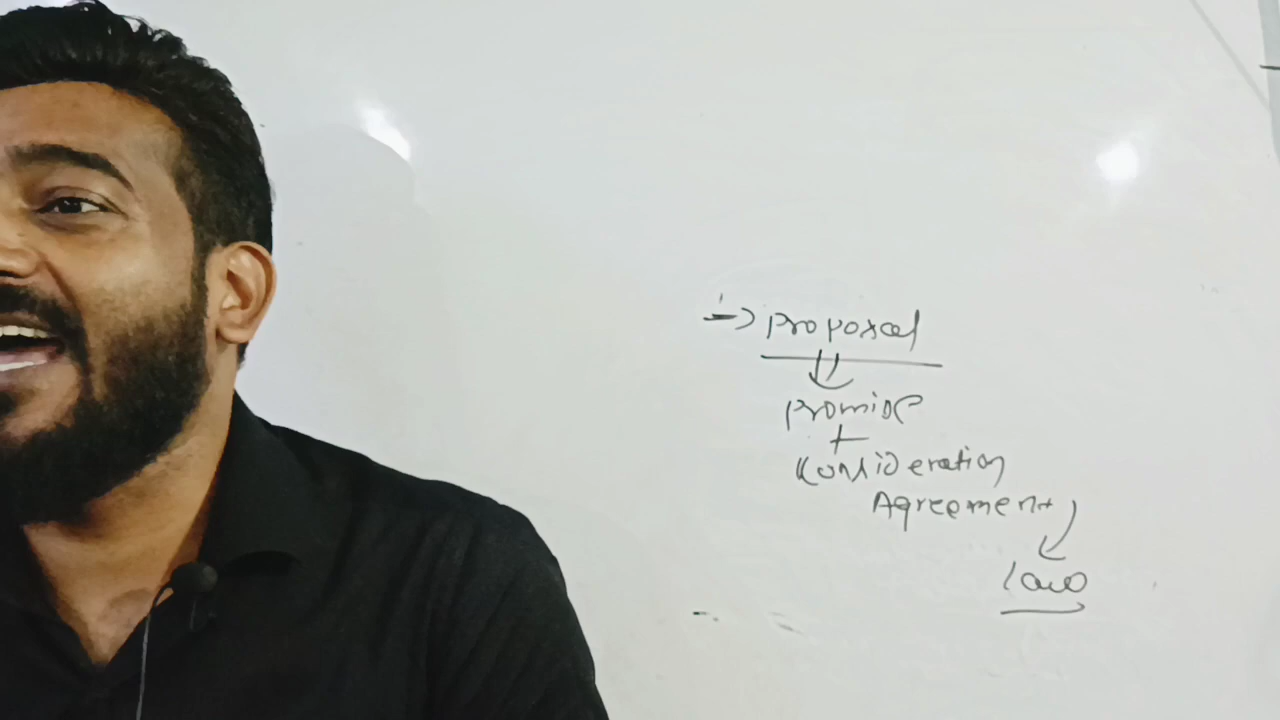 → proposal
promise
+
Consideration
Agreement
law